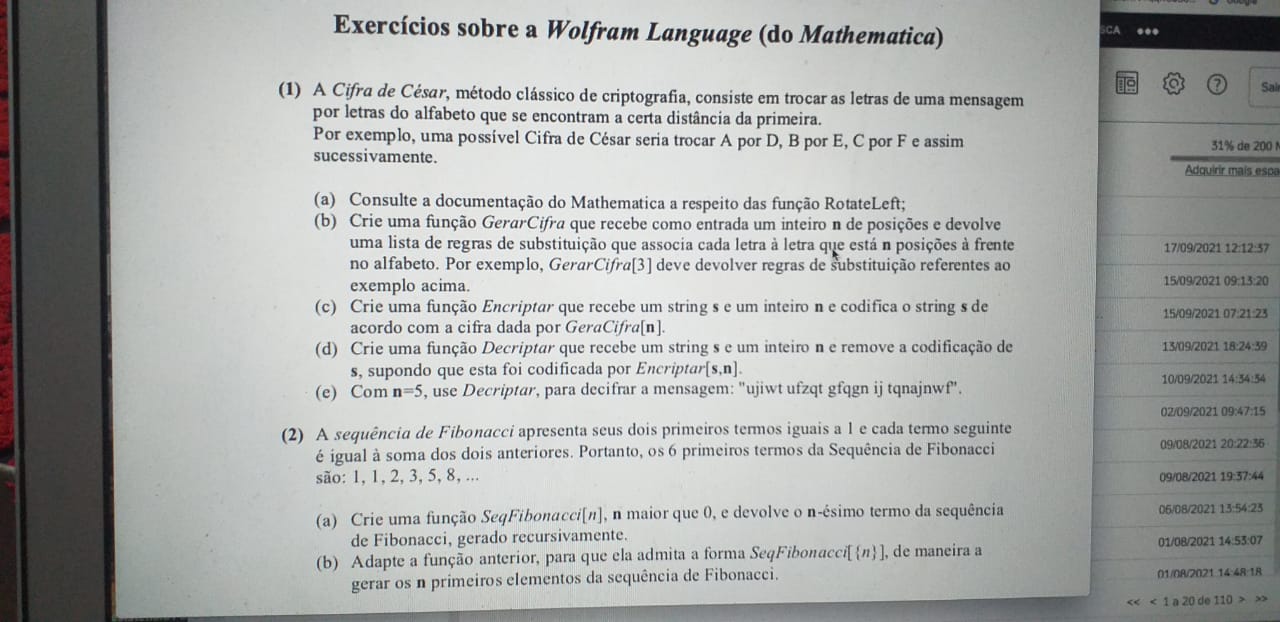 Exercícios sobre a Wolfram Language (do Mathematica)
(1) A Cifra de César, método clássico de criptografia, consiste em trocar as letras de uma mensagem
por letras do alfabeto que se encontram a certa distância da primeira.
Por exemplo, uma possível Cifra de César seria trocar A por D, B por E, C por F e assim
sucessivamente.
(a) Consulte a documentação do Mathematica a respeito das função RotateLeft;
(b) Crie uma função GerarCifra que recebe como entrada um inteiro n de posições e devolve
uma lista de regras de substituição que associa cada letra à letra que está n posições à frente
no alfabeto. Por exemplo, GerarCifra[3] deve devolver regras de substituição referentes ao
exemplo acima.
(c) Crie uma função Encriptar que recebe um string s e um inteiro n e codifica o string s de
acordo com a cifra dada por GeraCifra[n].
(d) Crie uma função Decriptar que recebe um string s e um inteiro n e remove a codificação de
s, supondo que esta foi codificada por Encriptar[s,n].
(e) Com n=5, use Decriptar, para decifrar a mensagem: "ujiwt ufzqt gfqgn ij tqnajnwf".
(2) A sequência de Fibonacci apresenta seus dois primeiros termos iguais a 1 e cada termo seguinte
é igual à soma dos dois anteriores. Portanto, os 6 primeiros termos da Sequência de Fibonacci
são: 1, 1, 2, 3, 5, 8, ...
(a) Crie uma função SeqFibonacci[n], n maior que 0, e devolve o n-ésimo termo da sequência
de Fibonacci, gerado recursivamente.
(b) Adapte a função anterior, para que ela admita a forma SeqFibonacci[{n}], de maneira a
gerar os n primeiros elementos da sequência de Fibonacci.
SCA •••
?
Sair
31% de 200
Adquirir mais espa
17/09/2021 12:12:37
15/09/2021 09:13:20
15/09/2021 07:21:23
13/09/2021 18:24:39
10/09/2021 14:34:34
02/09/2021 09:47:15
09/08/2021 20:22:36
09/08/2021 19:37:44
06/08/2021 13:54:23
01/08/2021 14:53:07
01/08/2021 14:48:18
<< < 1 a 20 de 110 > >>